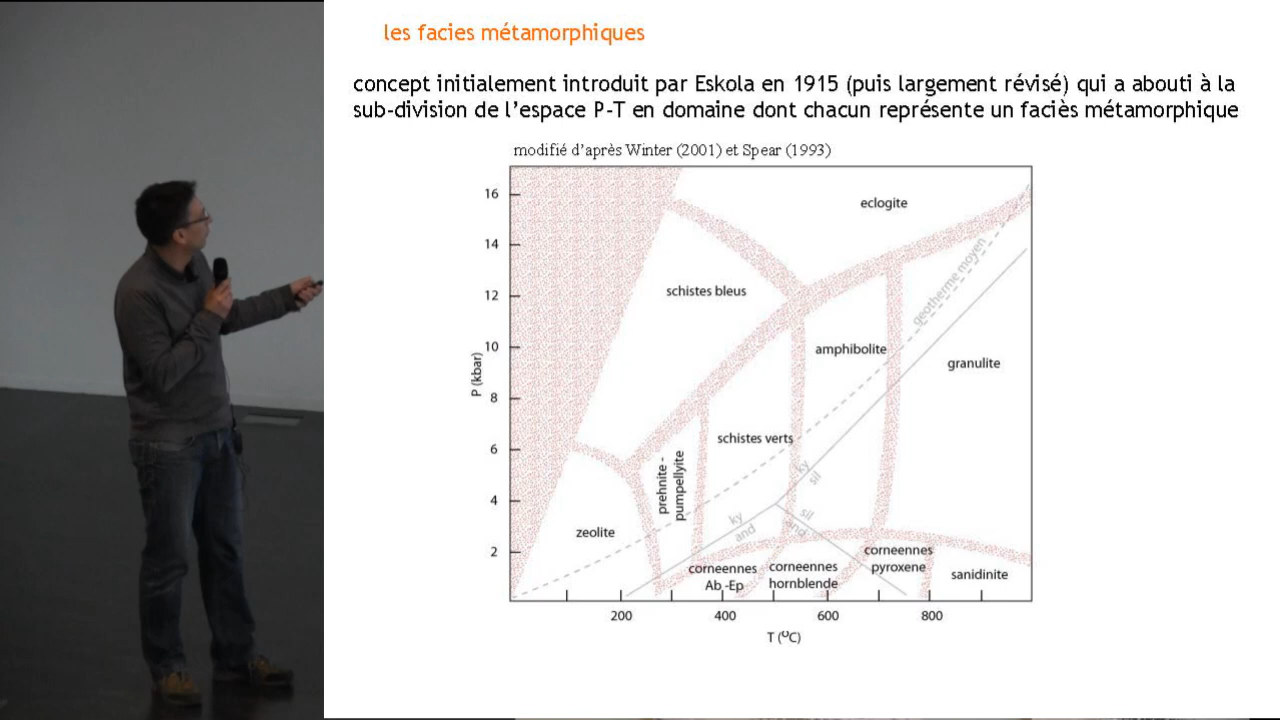 les facies métamorphiques
concept initialement introduit par Eskola en 1915 (puis largement révisé) qui a abouti à la
sub-division de l'espace P-T en domaine dont chacun représente un faciès métamorphique
modifié d'après Winter (2001) et Spear (1993)
16
14
12
10
8
6
4
2
P (kbar)
eclogite
schistes bleus
geotherme moyen
amphibolite
granulite
schistes verts
prehnite -
pumpellyite
zeolite
ky
sil
ky
and
sil
and
corneennes
Ab -Ep
corneennes
hornblende
corneennes
pyroxene
sanidinite
200
400
600
800
T (ºC)